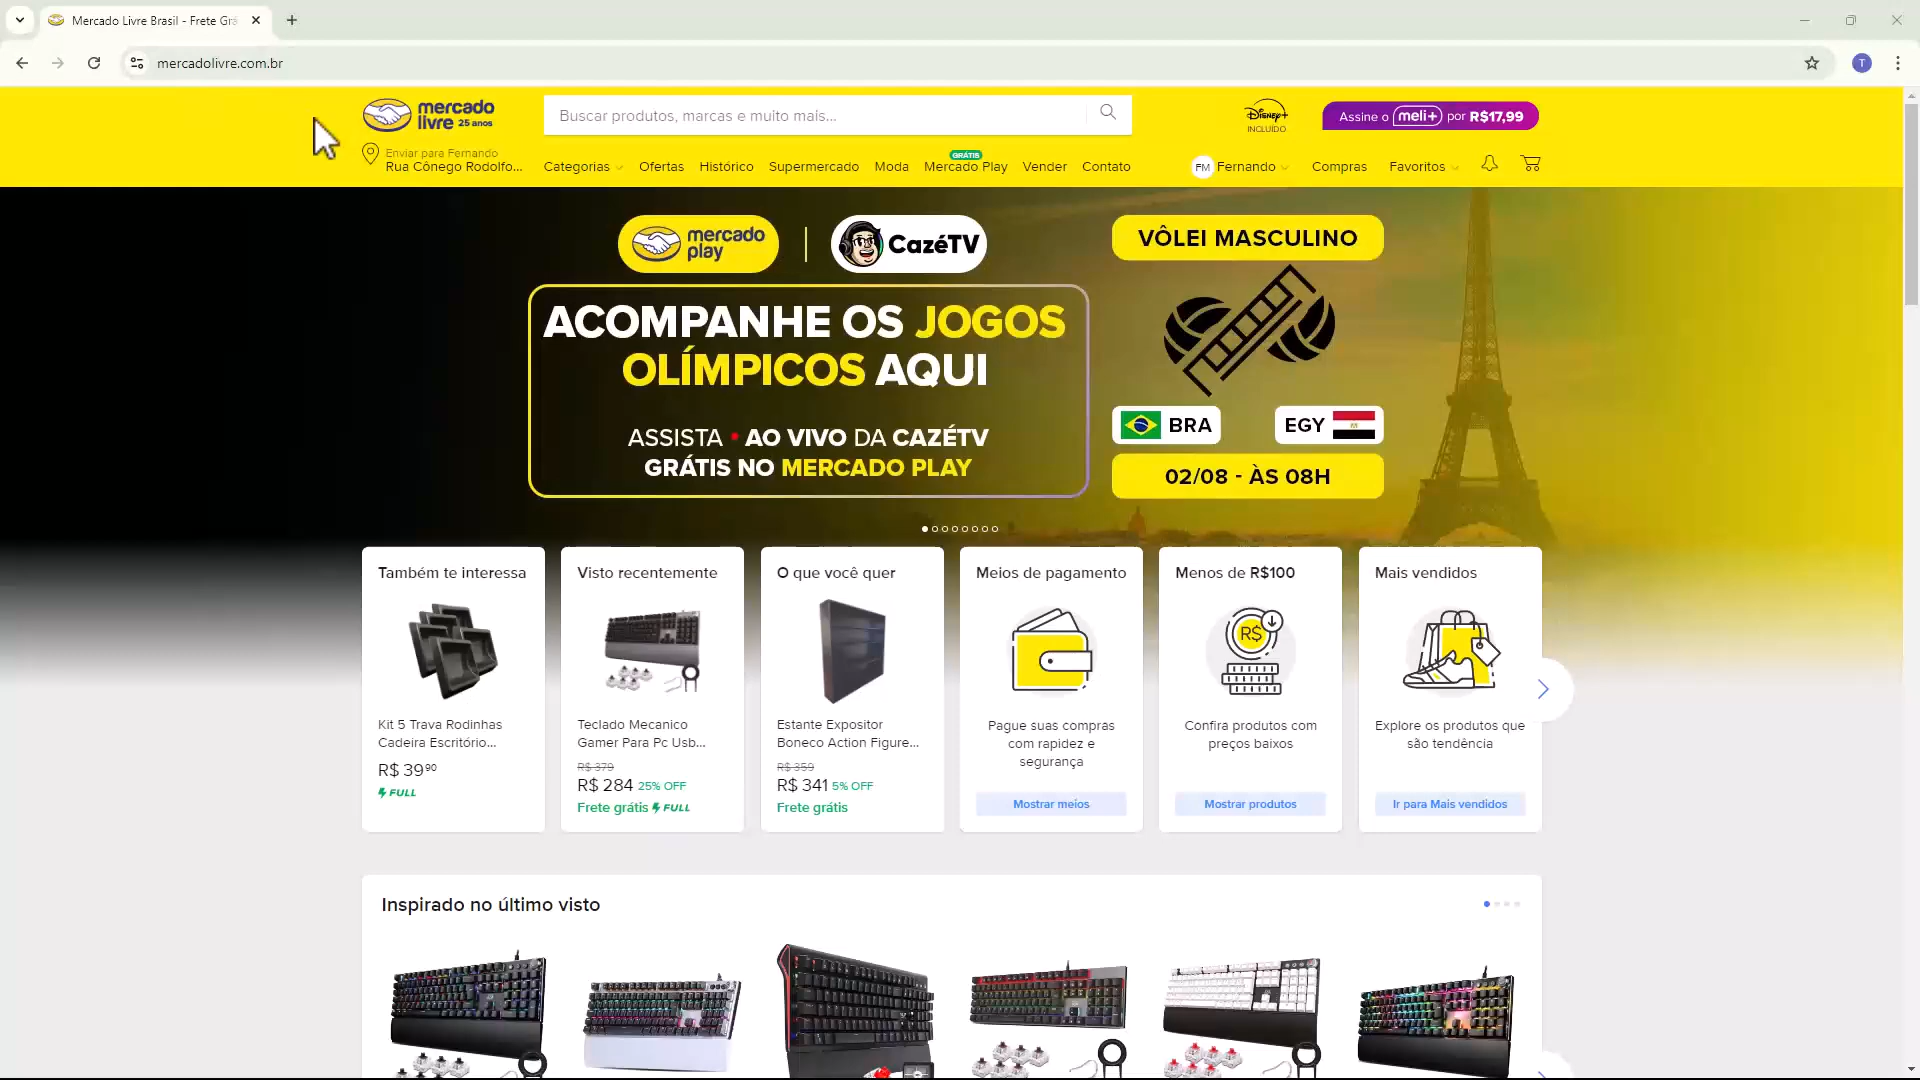 Mercado Livre Brasil - Frete Grá
mercadolivre.com.br
T
mercado
livre 25 anos
Buscar produtos, marcas e muito mais...
Disney+
INCLUÍDO
Assine o meli+ por R$17,99
Enviar para Fernando
Rua Cônego Rodolfo...
Categorias
Ofertas
Histórico
Supermercado
Moda
GRÁTIS
Mercado Play
Vender
Contato
FM
Fernando
Compras
Favoritos
mercado
play
CazéTV
VÔLEI MASCULINO
ACOMPANHE OS JOGOS
OLÍMPICOS AQUI
ASSISTA • AO VIVO DA CAZÉTV
GRÁTIS NO MERCADO PLAY
BRA
EGY
02/08 - ÀS 08H
Também te interessa
Kit 5 Trava Rodinhas
Cadeira Escritório...
R$ 39 90
FULL
Visto recentemente
Teclado Mecanico
Gamer Para Pc Usb...
R$ 379
R$ 284 25% OFF
Frete grátis FULL
O que você quer
Estante Expositor
Boneco Action Figure...
R$ 359
R$ 341 5% OFF
Frete grátis
Meios de pagamento
Pague suas compras
com rapidez e
segurança
Mostrar meios
Menos de R$100
R$
Confira produtos com
preços baixos
Mostrar produtos
Mais vendidos
Explore os produtos que
são tendência
Ir para Mais vendidos
Inspirado no último visto